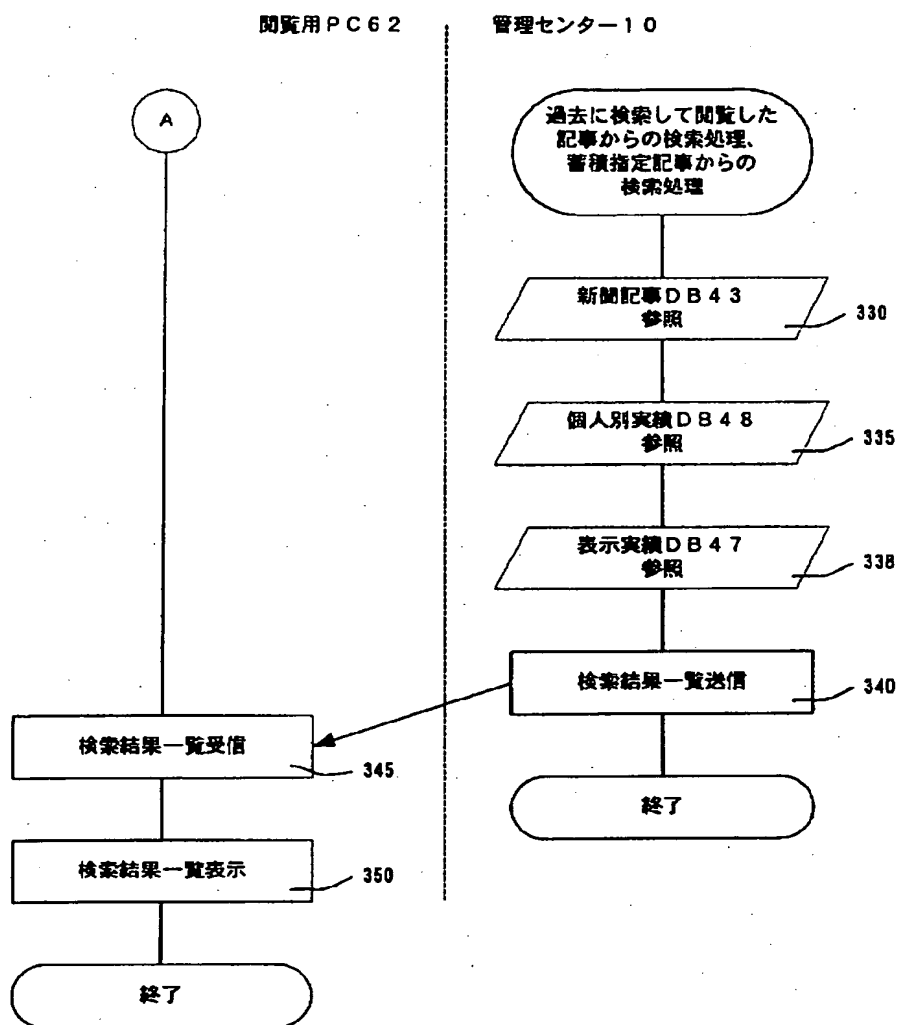 閲覧用PC62
管理センター10
A
過去に検索して閲覧した
記事からの検索処理、
蓄積指定記事からの
検索処理
新聞記事DB43
参照
330
個人別実績DB48
参照
335
表示実績DB47
参照
338
検索結果一覧送信
340
検索結果一覧受信
345
終了
検索結果一覧表示
350
終了